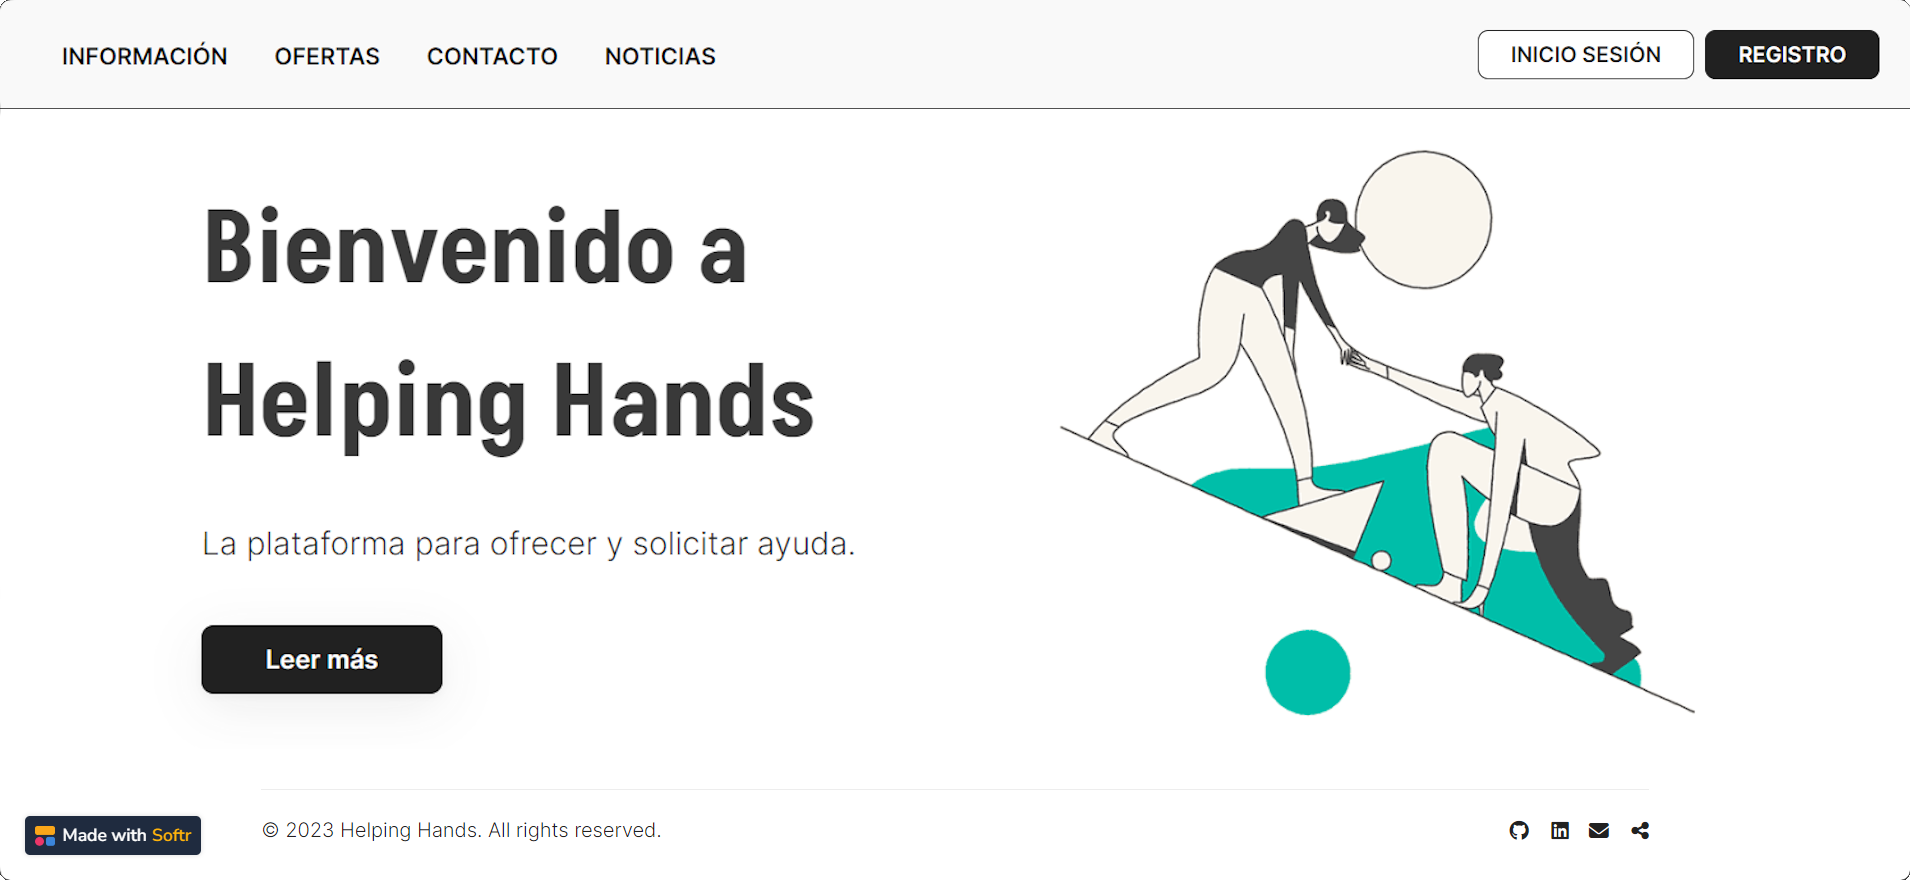 INFORMACIÓN OFERTAS CONTACTO NOTICIAS INICIO SESIÓN REGISTRO
Bienvenido a
Helping Hands
La plataforma para ofrecer y solicitar ayuda.
Leer más
© 2023 Helping Hands. All rights reserved.
Made with Softr